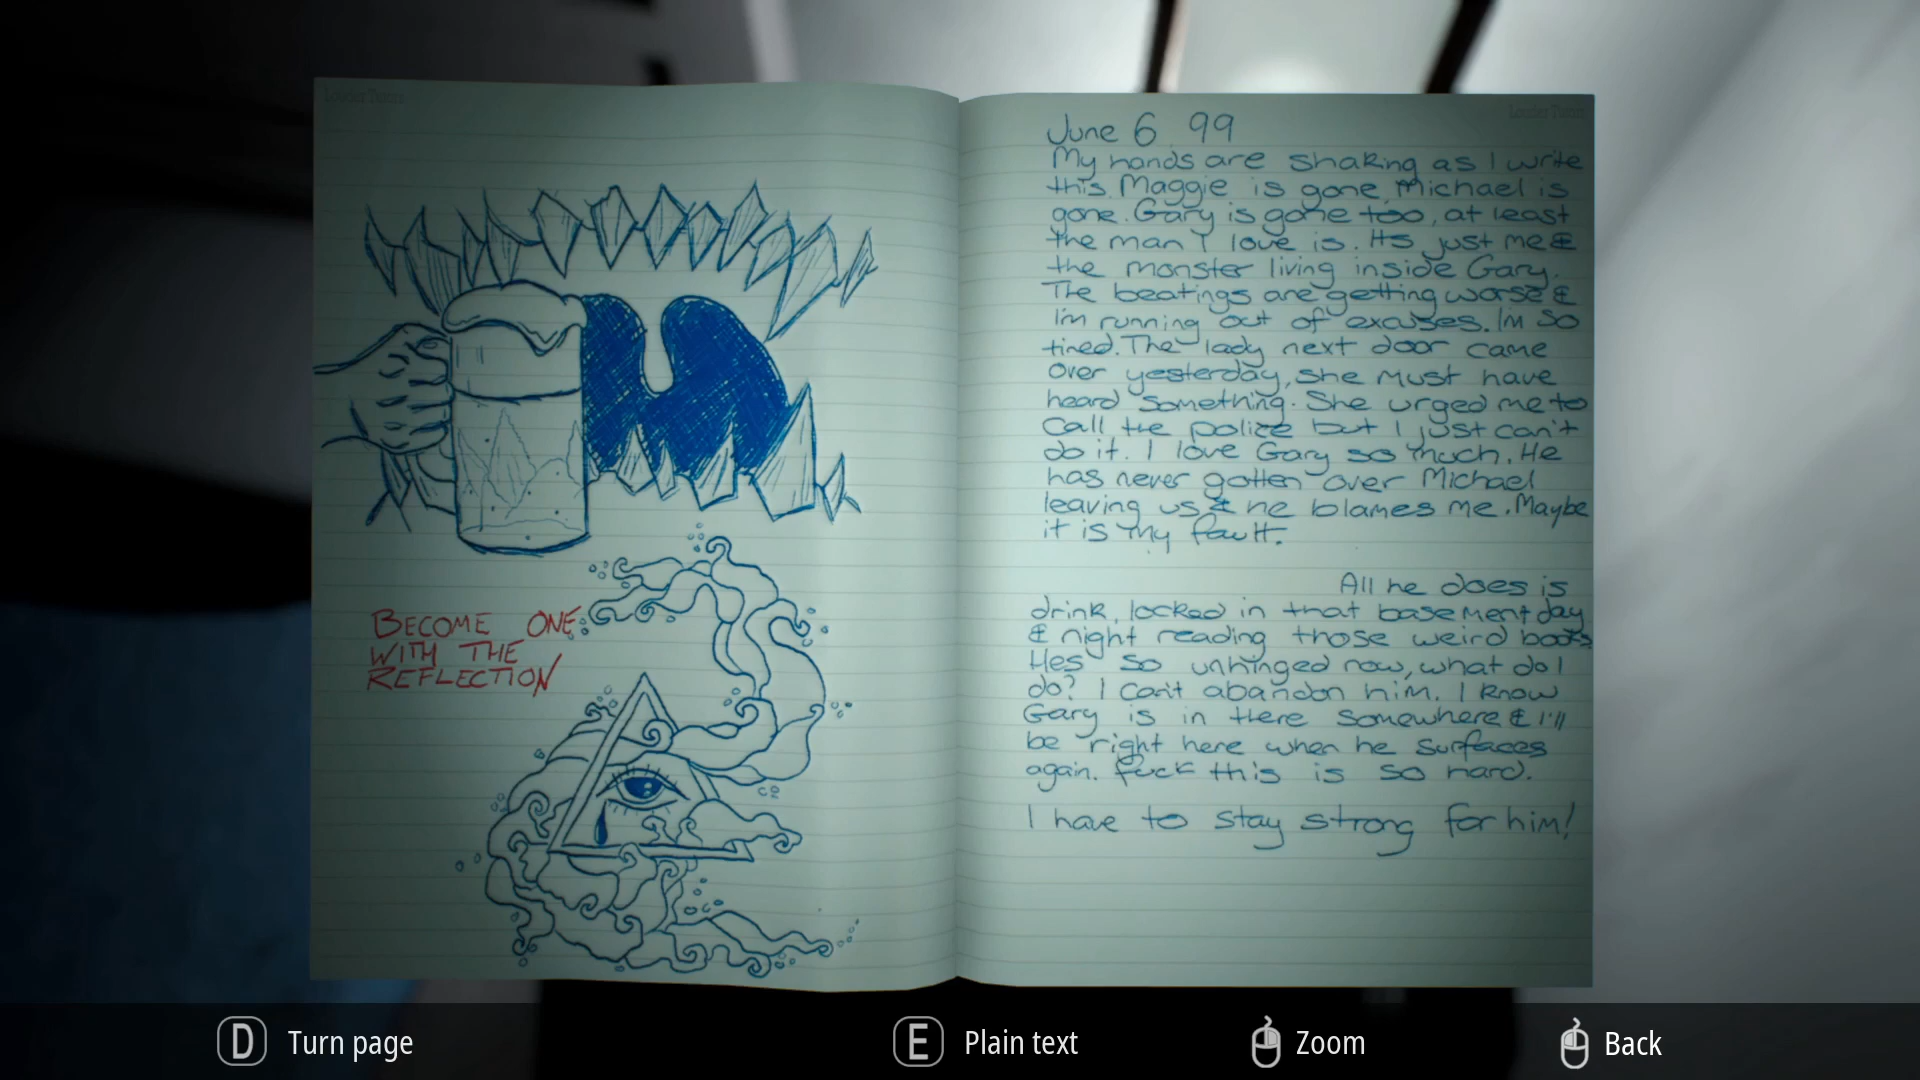 BECOME ONE
WITH THE
REFLECTION
June 6 99
My hands are shaking as I write
this. Maggie is gone, Michael is
gone. Gary is gone too, at least
the man I love is. Its just me &
the monster living inside Gary.
The beatings are getting worse &
I'm running out of excuses. Im so
tired. The lady next door came
over yesterday, she must have
heard something. She urged me to
call the police but I just can't
do it. I love Gary so much. He
has never gotten over Michael
leaving us & he blames me. Maybe
it is my fault.
All he does is
drink, locked in that basement day
& night reading those weird books.
Hes so unhinged now, what do I
do? I can't abandon him. I know
Gary is in there somewhere & I'll
be right here when he surfaces
again. fuck this is so hard.
I have to stay strong for him!
D Turn page
E Plain text
Zoom
Back